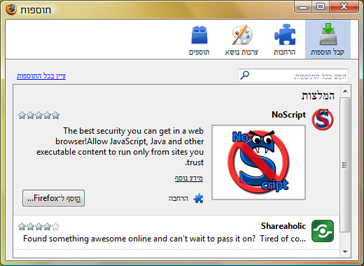 תוספות
קבל תוספות
הרחבות
ערכות נושא
תוספים
חפש בכל התוספות
עיין בכל התוספות
המלצות
NoScript
The best security you can get in a web
browser!Allow JavaScript, Java and other
executable content to run only from sites you
.trust
מידע נוסף
הרחבה
הוסף ל־Firefox...
No
Script
Shareaholic
Found something awesome online and can't wait to pass it on? Tired of co...